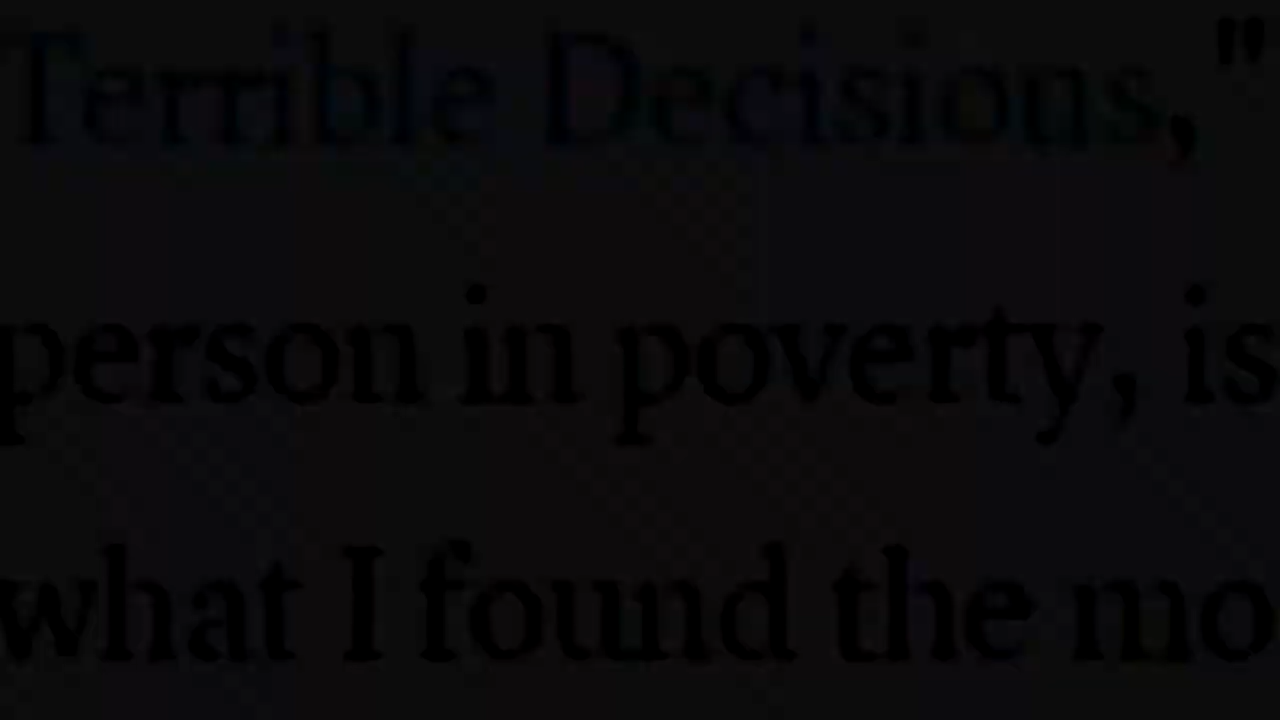 Terrible Decisions, "
person in poverty, is
what I found the mo